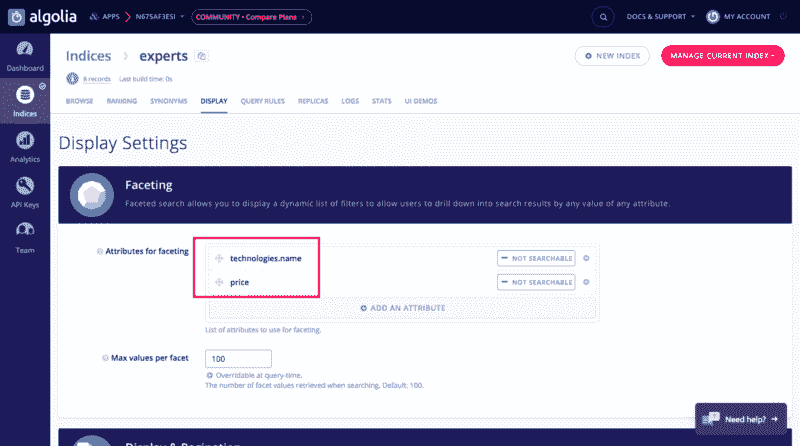 algolia
APPS
N675AF3ESI
COMMUNITY • Compare Plans
DOCS & SUPPORT
MY ACCOUNT
Dashboard
Indices
Analytics
API Keys
Team
Indices experts
NEW INDEX
MANAGE CURRENT INDEX
8 records Last build time: 0s
BROWSE RANKING SYNONYMS DISPLAY QUERY RULES REPLICAS LOGS STATS UI DEMOS
Display Settings
Faceting
Faceted search allows you to display a dynamic list of filters to allow users to drill down into search results by any value of any attribute.
Attributes for faceting
technologies.name
NOT SEARCHABLE
price
NOT SEARCHABLE
ADD AN ATTRIBUTE
List of attributes to use for faceting.
Max values per facet
100
Overridable at query-time.
The number of facet values retrieved when searching. Default: 100.
Need help?
Display & Pagination